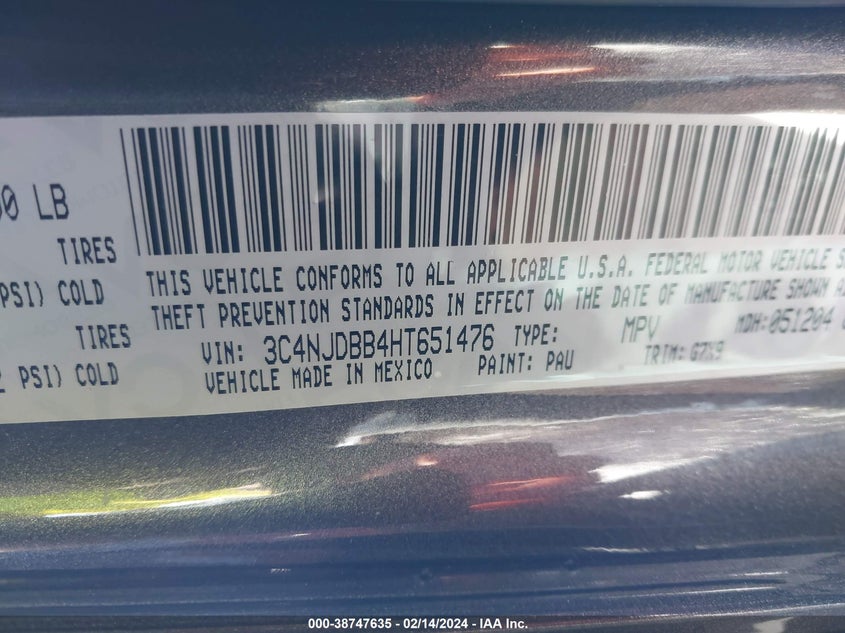 00 LB
TIRES
PSI) COLD
TIRES
PSI) COLD
THIS VEHICLE CONFORMS TO ALL APPLICABLE U.S.A. FEDERAL MOTOR VEHICLE S
THEFT PREVENTION STANDARDS IN EFFECT ON THE DATE OF MANUFACTURE SHOWN A
VIN: 3C4NJDBB4HT651476 TYPE: MPV MDH:051204
VEHICLE MADE IN MEXICO PAINT: PAU TRIM: G7X9
000-38747635 - 02/14/2024 - IAA Inc.